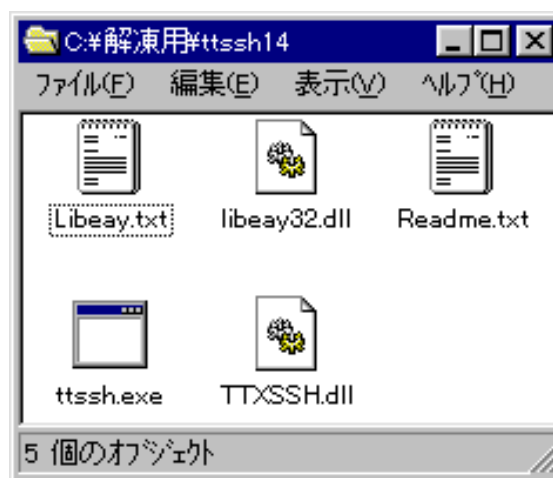 C:¥解凍用¥ttssh14
ﾌｧｲﾙ(F) 編集(E) 表示(V) ﾍﾙﾌﾟ(H)
Libeay.txt libeay32.dll Readme.txt
ttssh.exe TTXSSH.dll
5 個のｵﾌﾞｼﾞｪｸﾄ